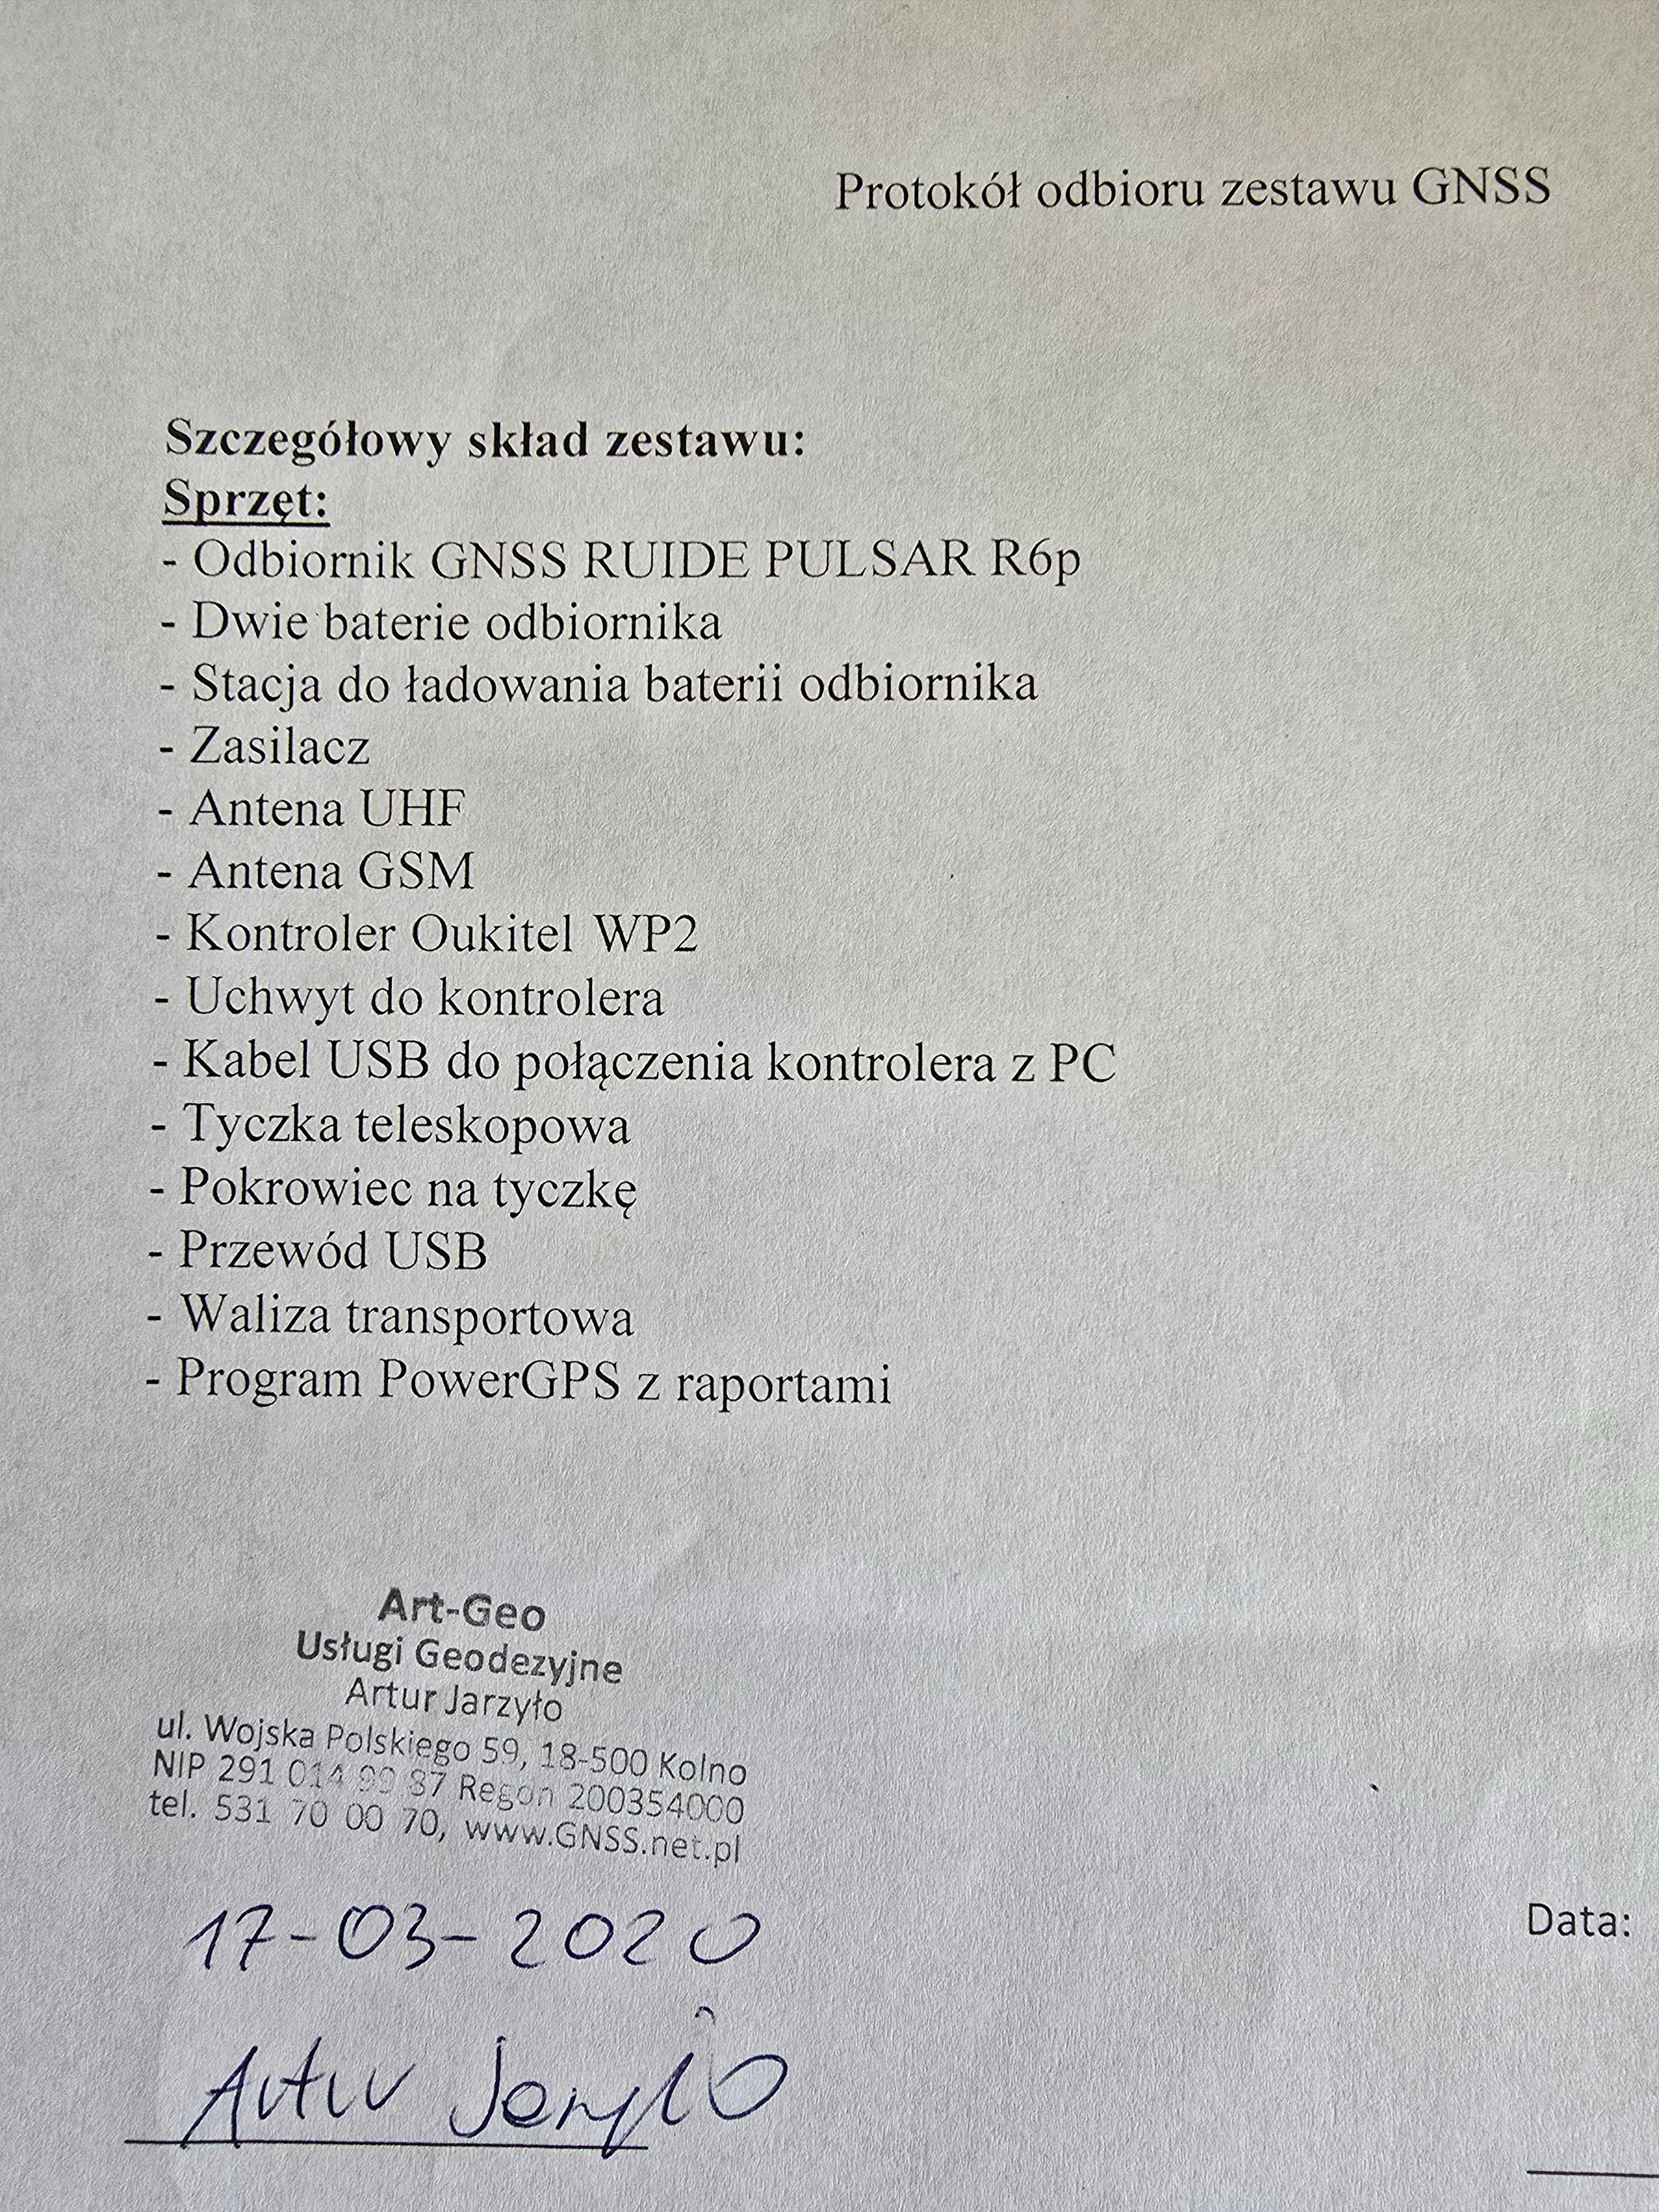 Protokół odbioru zestawu GNSS
Szczegółowy skład zestawu:
Sprzęt:
- Odbiornik GNSS RUIDE PULSAR R6p
- Dwie baterie odbiornika
- Stacja do ładowania baterii odbiornika
- Zasilacz
- Antena UHF
- Antena GSM
- Kontroler Oukitel WP2
- Uchwyt do kontrolera
- Kabel USB do połączenia kontrolera z PC
- Tyczka teleskopowa
- Pokrowiec na tyczkę
- Przewód USB
- Waliza transportowa
- Program PowerGPS z raportami
Art-Geo
Usługi Geodezyjne
Artur Jarzyło
ul. Wojska Polskiego 59, 18-500 Kolno
NIP 291 014 99 87 Regon 200354000
tel. 531 70 00 70, www.GNSS.net.pl
17-03-2020
Data:
Artur Jarzyło